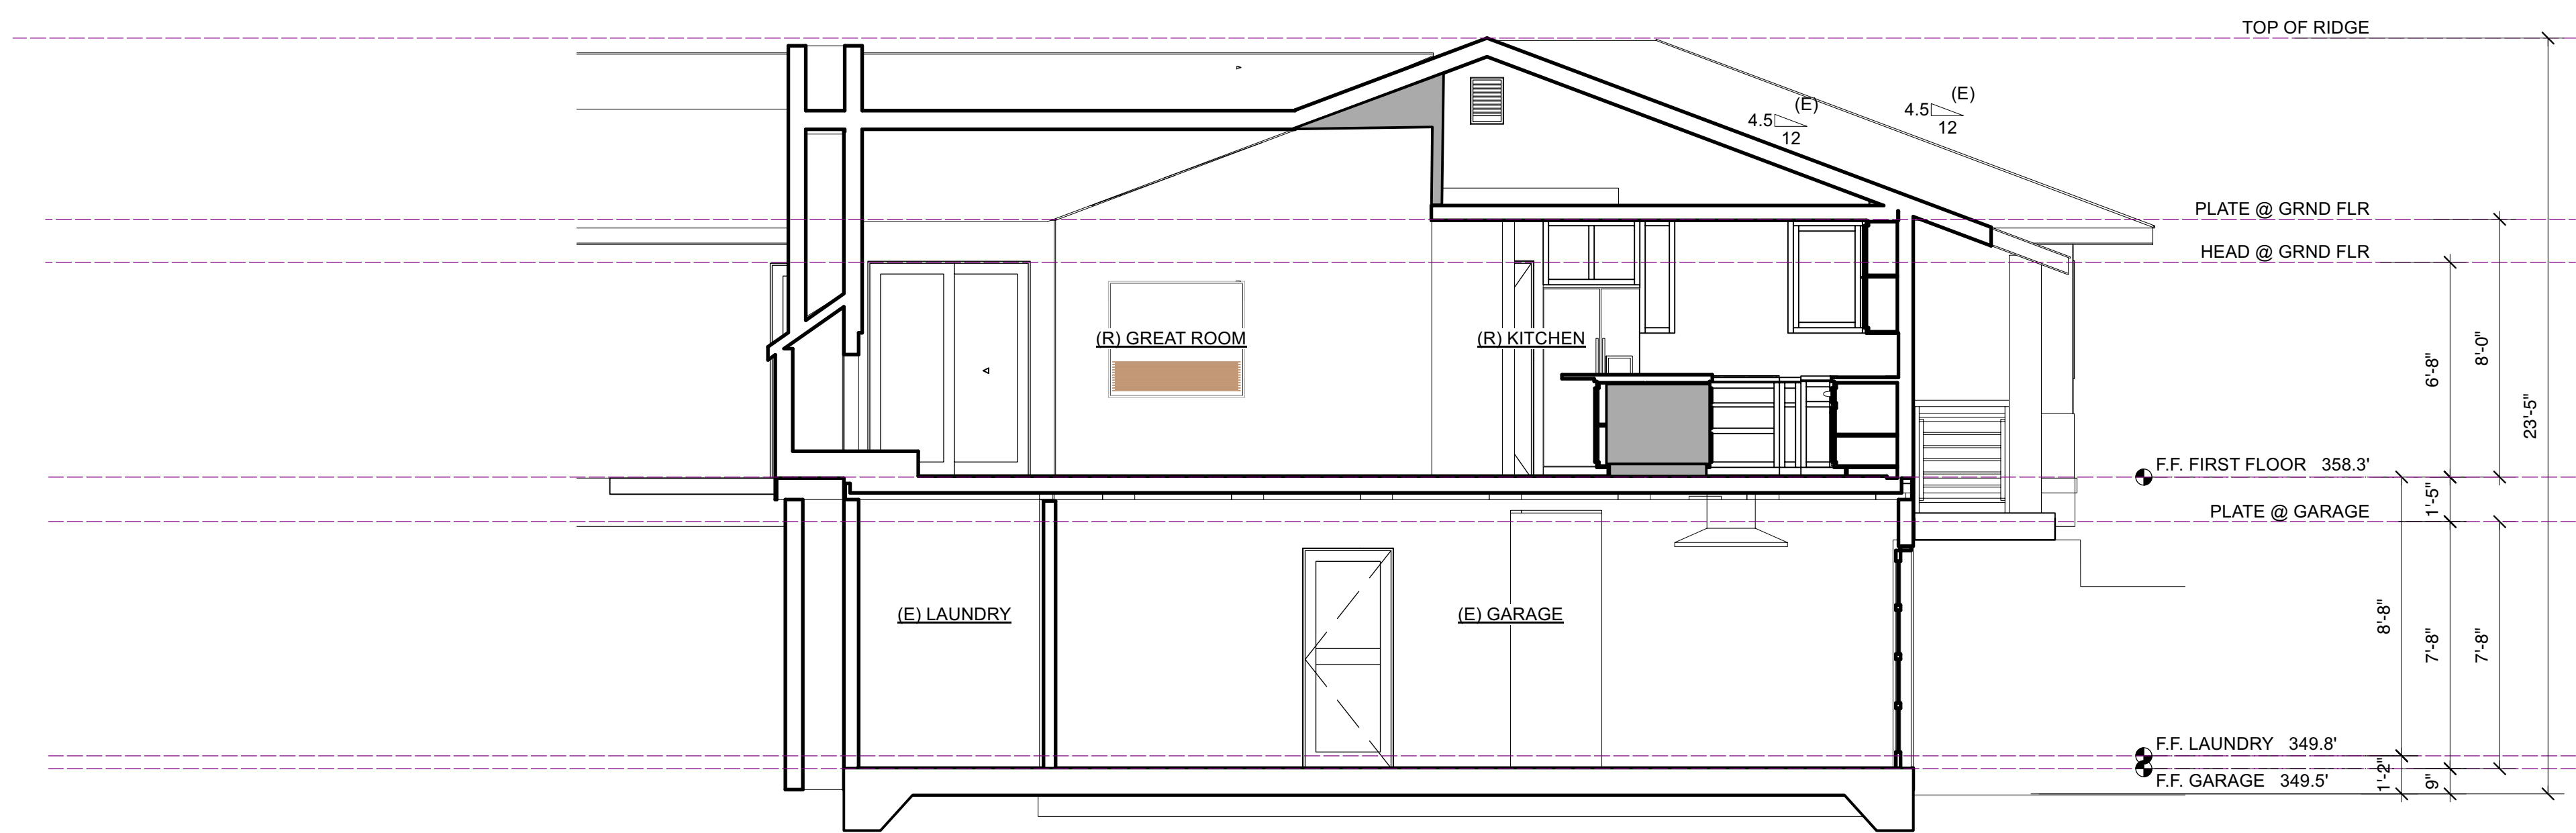 TOP OF RIDGE
(E)
4.5
12
(E)
4.5
12
PLATE @ GRND FLR
HEAD @ GRND FLR
(R) GREAT ROOM
(R) KITCHEN
6'-8"
8'-0"
23'-5"
F.F. FIRST FLOOR 358.3'
1'-5"
PLATE @ GARAGE
(E) LAUNDRY
(E) GARAGE
8'-8"
7'-8"
7'-8"
F.F. LAUNDRY 349.8'
F.F. GARAGE 349.5'
1'-2"
9"